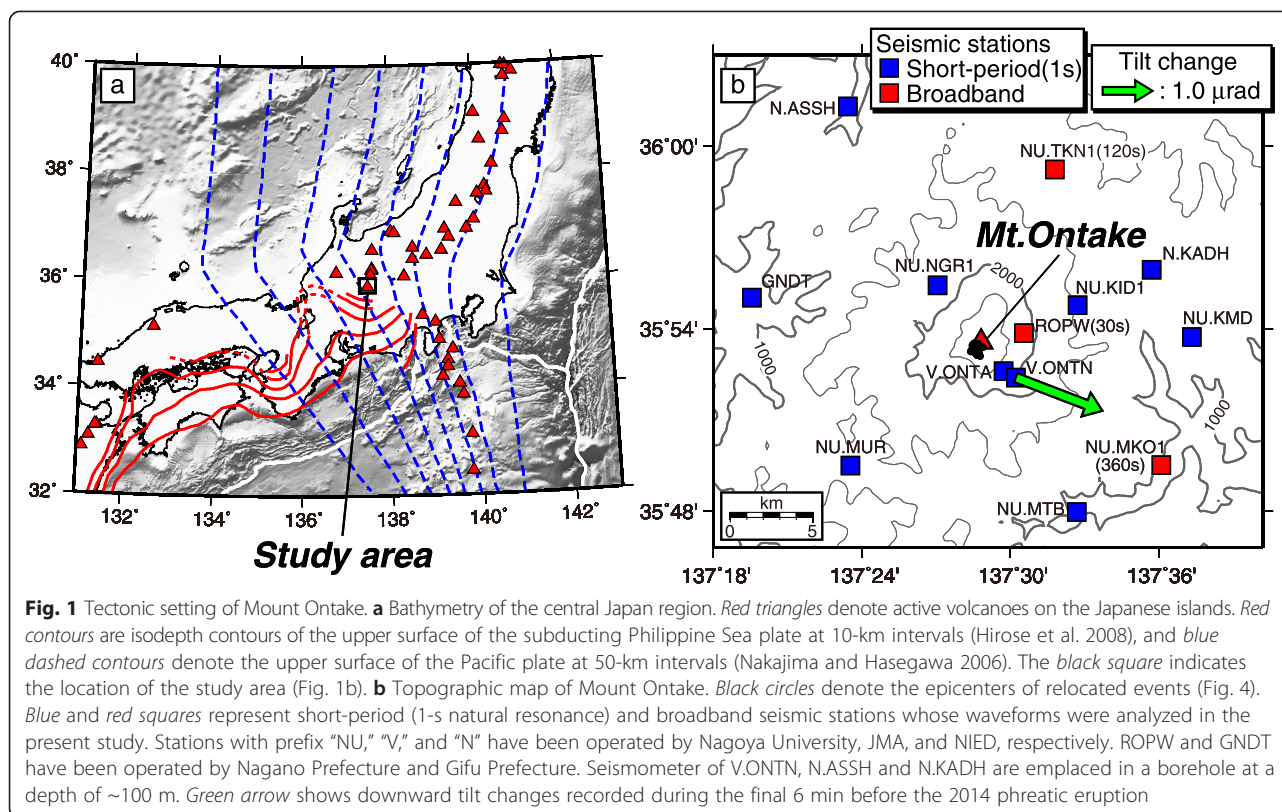 40°
38°
36°
34°
32°
132°
134°
136°
138°
140°
142°
a
Study area
b
Seismic stations
Short-period(1s)
Broadband
Tilt change
: 1.0 μrad
36°00'
35°54'
35°48'
137°18'
137°24'
137°30'
137°36'
N.ASSH
NU.TKN1(120s)
Mt.Ontake
N.KADH
NU.NGR1
2000
GNDT
NU.KID1
ROPW(30s)
NU.KMD
1000
V.ONTA
V.ONTN
1000
NU.MUR
NU.MKO1
(360s)
NU.MTB
km
0 5
Fig. 1 Tectonic setting of Mount Ontake. a Bathymetry of the central Japan region. Red triangles denote active volcanoes on the Japanese islands. Red
contours are isodepth contours of the upper surface of the subducting Philippine Sea plate at 10-km intervals (Hirose et al. 2008), and blue
dashed contours denote the upper surface of the Pacific plate at 50-km intervals (Nakajima and Hasegawa 2006). The black square indicates
the location of the study area (Fig. 1b). b Topographic map of Mount Ontake. Black circles denote the epicenters of relocated events (Fig. 4).
Blue and red squares represent short-period (1-s natural resonance) and broadband seismic stations whose waveforms were analyzed in the
present study. Stations with prefix “NU,” “V,” and “N” have been operated by Nagoya University, JMA, and NIED, respectively. ROPW and GNDT
have been operated by Nagano Prefecture and Gifu Prefecture. Seismometer of V.ONTN, N.ASSH and N.KADH are emplaced in a borehole at a
depth of ~100 m. Green arrow shows downward tilt changes recorded during the final 6 min before the 2014 phreatic eruption